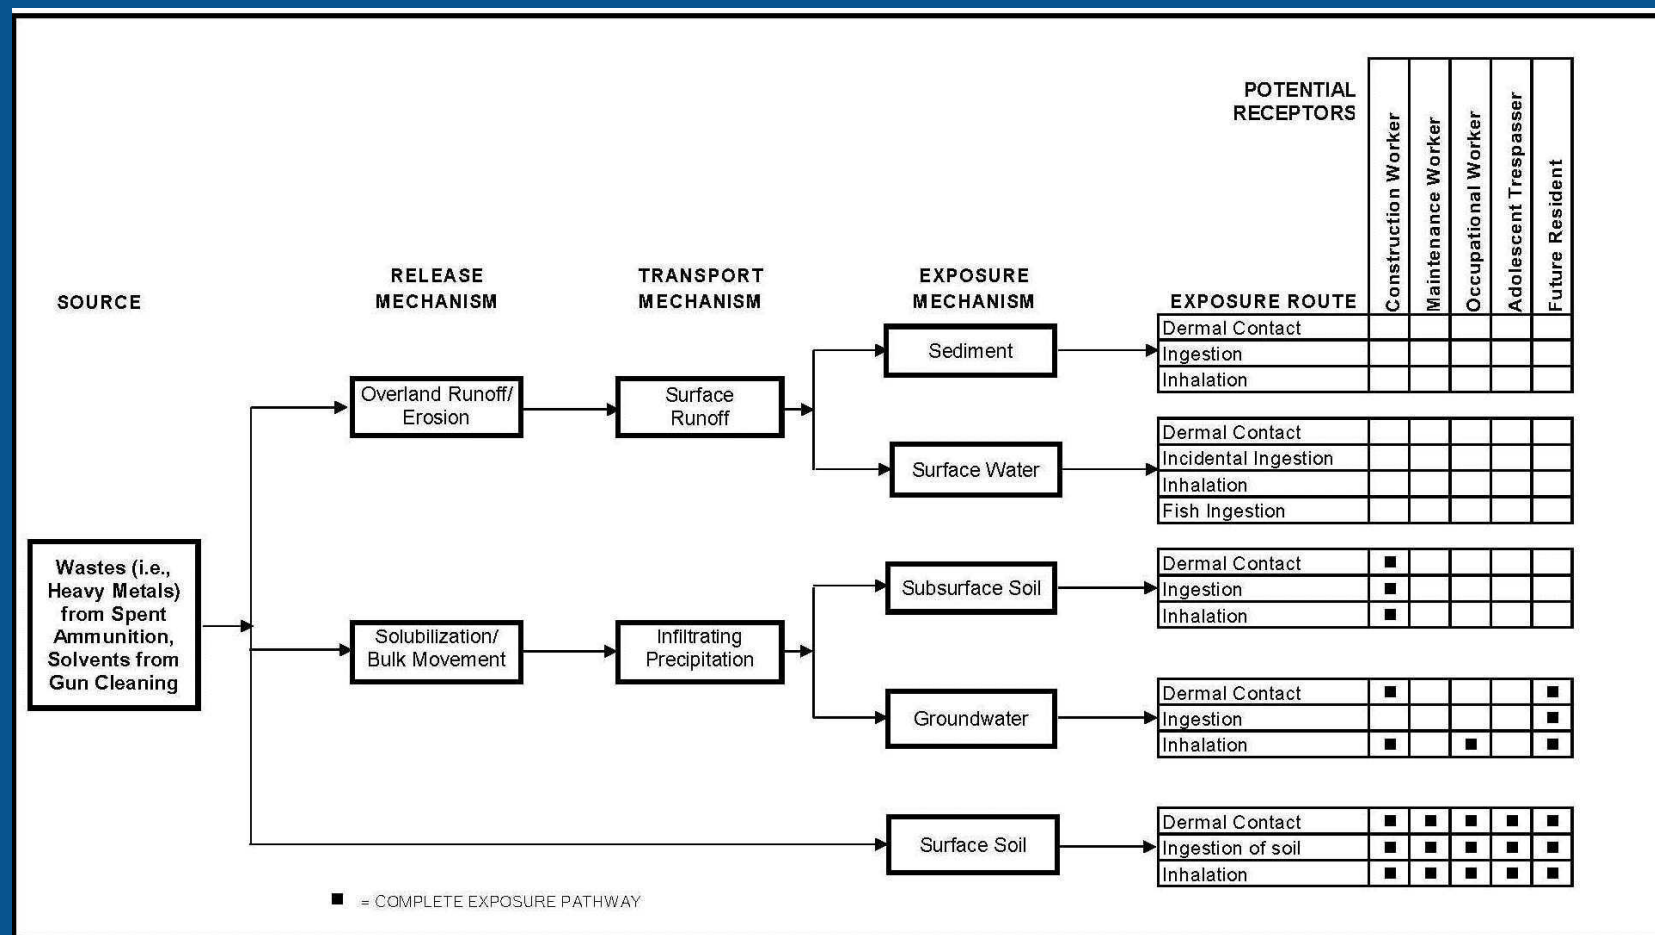 POTENTIAL
RECEPTORS
Construction Worker
Maintenance Worker
Occupational Worker
Adolescent Trespasser
Future Resident
SOURCE
RELEASE
MECHANISM
TRANSPORT
MECHANISM
EXPOSURE
MECHANISM
EXPOSURE ROUTE
Wastes (i.e.,
Heavy Metals)
from Spent
Ammunition,
Solvents from
Gun Cleaning
Overland Runoff/
Erosion
Surface
Runoff
Sediment
Dermal Contact
Ingestion
Inhalation
Surface Water
Dermal Contact
Incidental Ingestion
Inhalation
Fish Ingestion
Solubilization/
Bulk Movement
Infiltrating
Precipitation
Subsurface Soil
Dermal Contact
Ingestion
Inhalation
Groundwater
Dermal Contact
Ingestion
Inhalation
Surface Soil
Dermal Contact
Ingestion of soil
Inhalation
■ = COMPLETE EXPOSURE PATHWAY